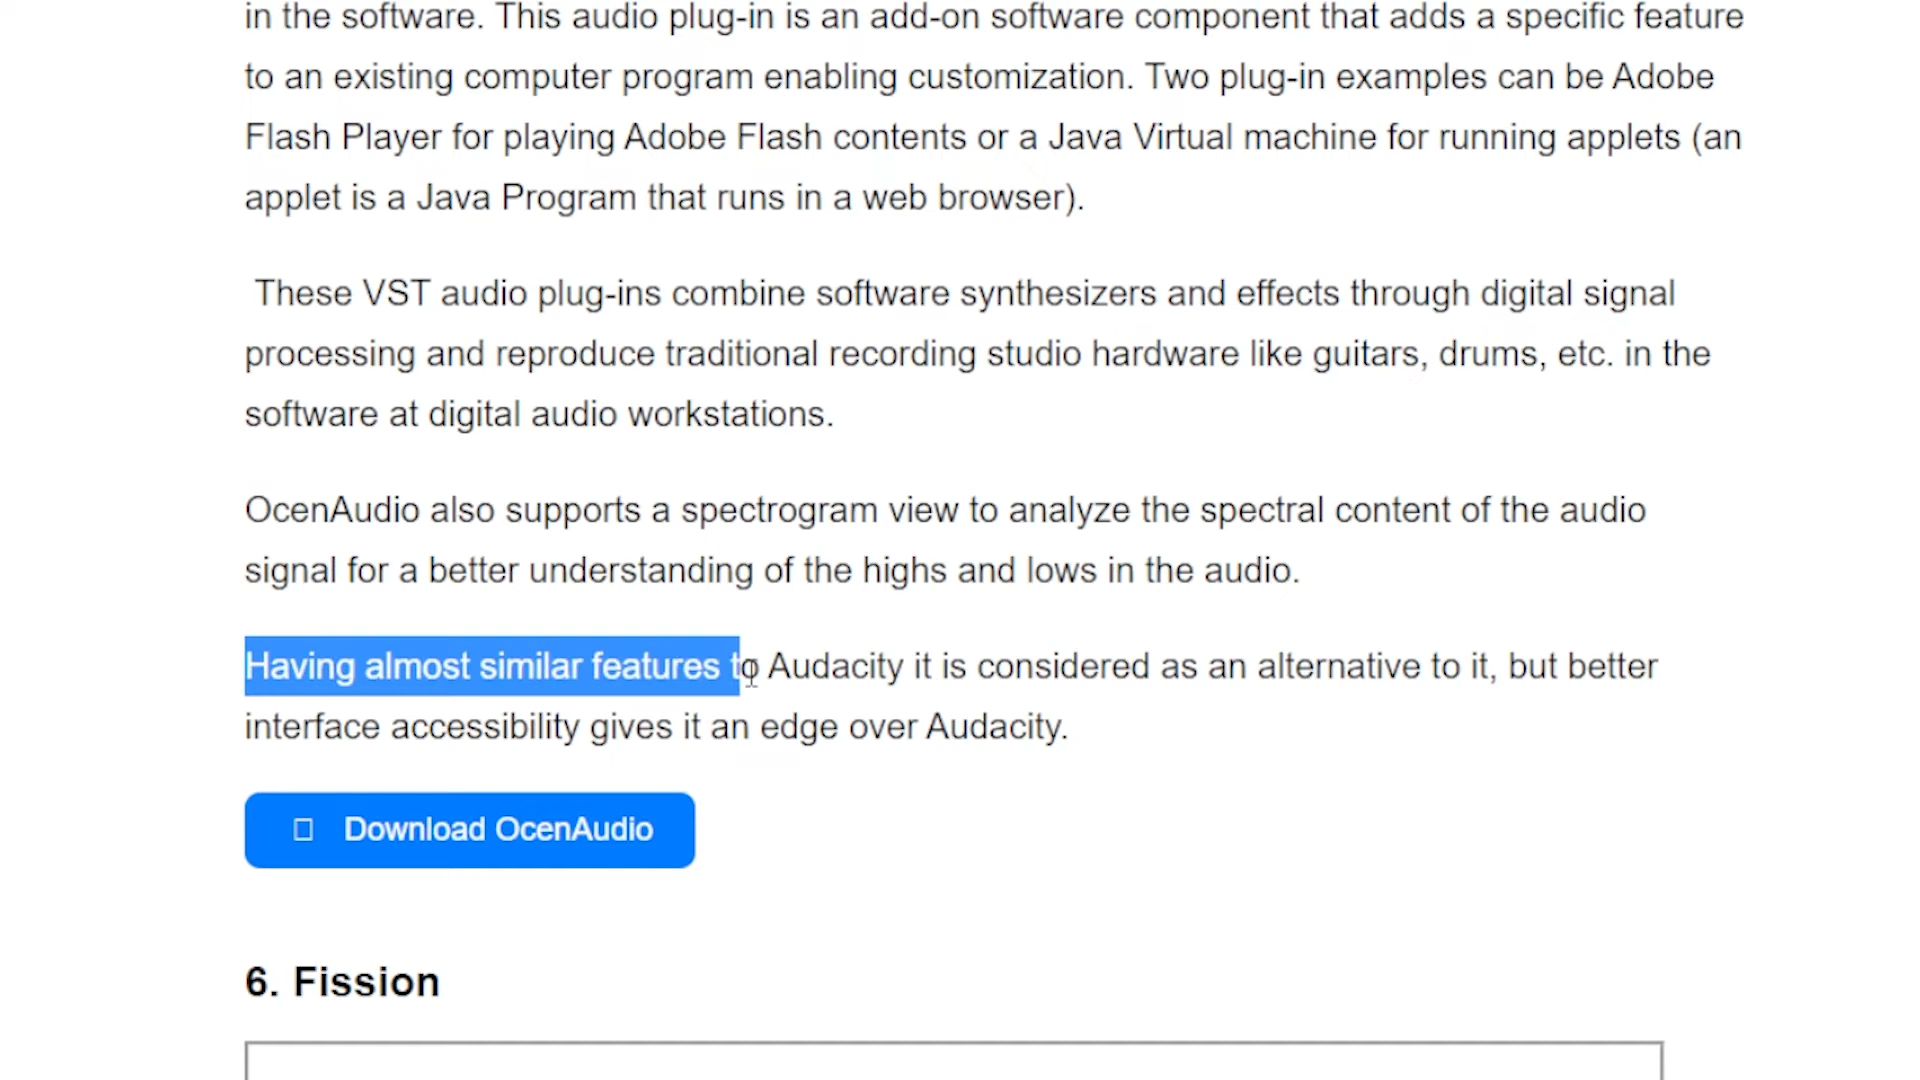 in the software. This audio plug-in is an add-on software component that adds a specific feature
to an existing computer program enabling customization. Two plug-in examples can be Adobe
Flash Player for playing Adobe Flash contents or a Java Virtual machine for running applets (an
applet is a Java Program that runs in a web browser).
These VST audio plug-ins combine software synthesizers and effects through digital signal
processing and reproduce traditional recording studio hardware like guitars, drums, etc. in the
software at digital audio workstations.
OcenAudio also supports a spectrogram view to analyze the spectral content of the audio
signal for a better understanding of the highs and lows in the audio.
Having almost similar features to Audacity it is considered as an alternative to it, but better
interface accessibility gives it an edge over Audacity.
Download OcenAudio
6. Fission